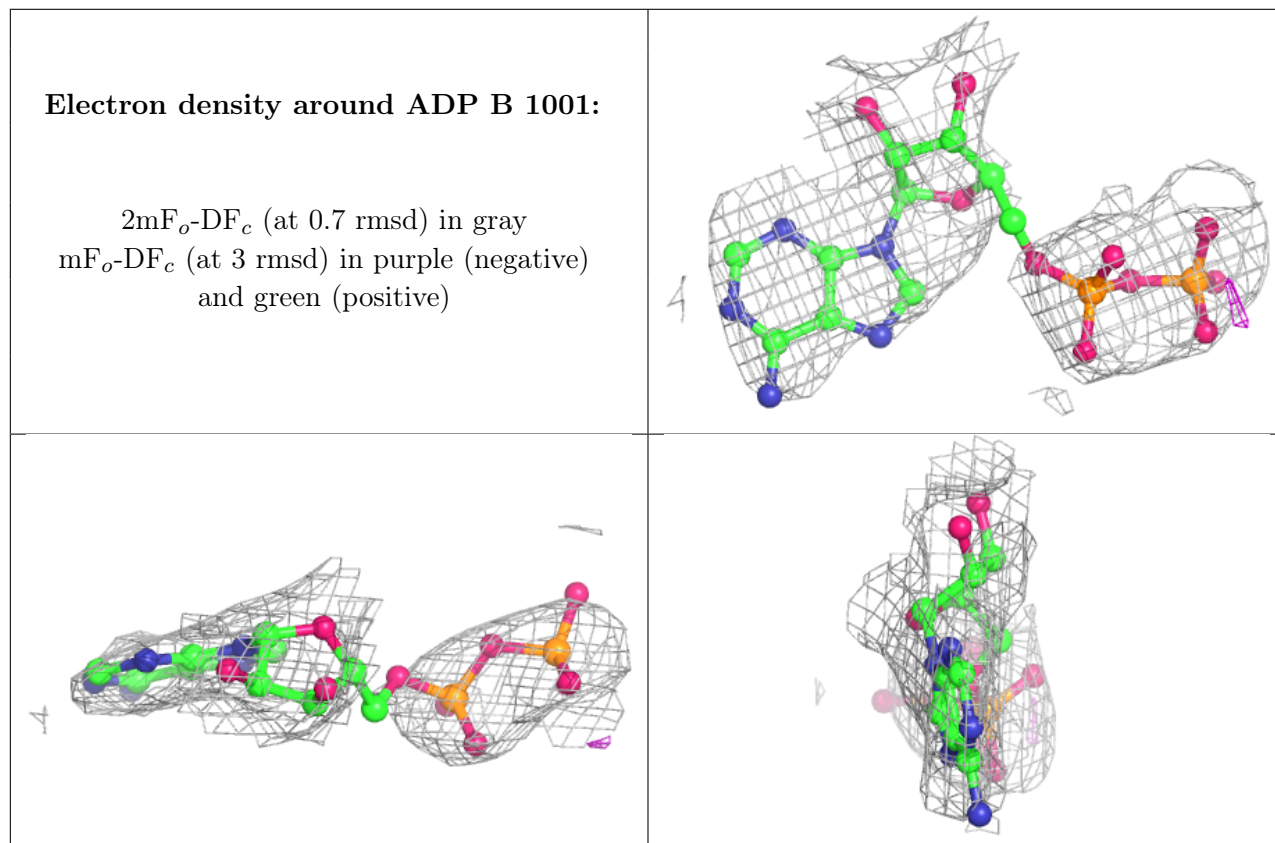 Electron density around ADP B 1001:
2mFo-DFc (at 0.7 rmsd) in gray
mFo-DFc (at 3 rmsd) in purple (negative)
and green (positive)